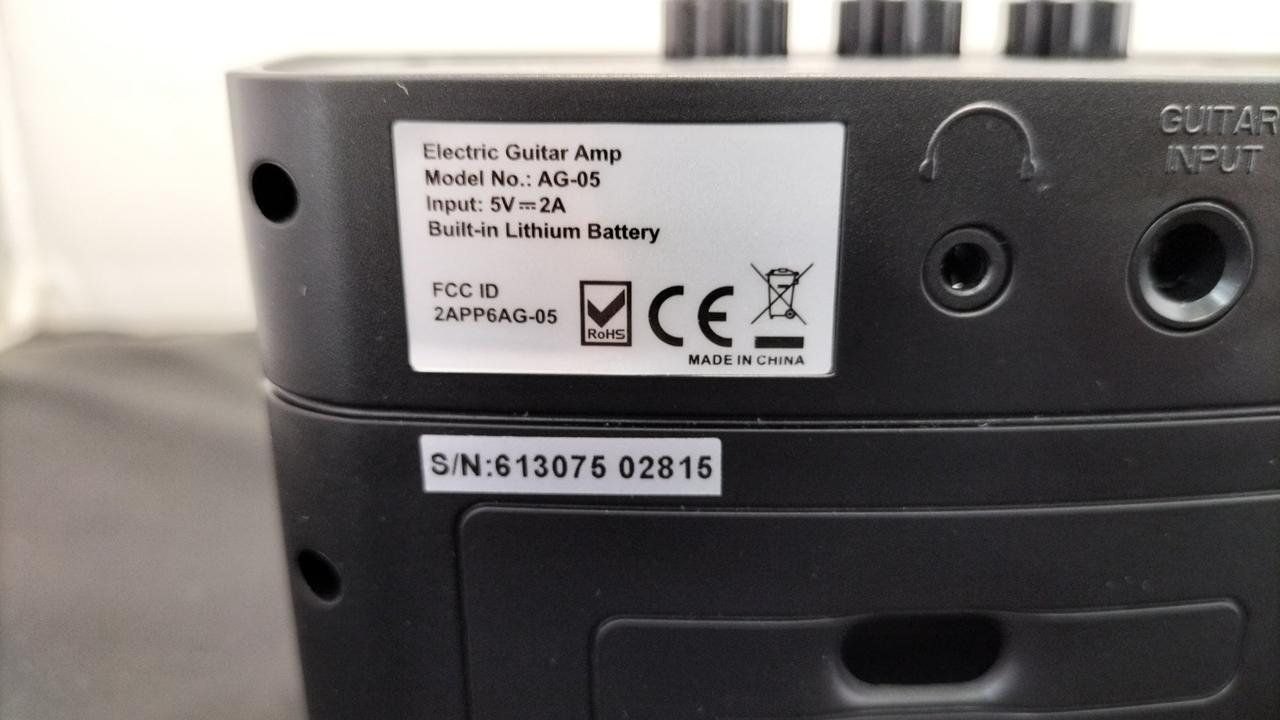 Electric Guitar Amp
Model No.: AG-05
Input: 5V⎓2A
Built-in Lithium Battery
FCC ID
2APP6AG-05
RoHS
CE
MADE IN CHINA
GUITAR
INPUT
S/N:613075 02815